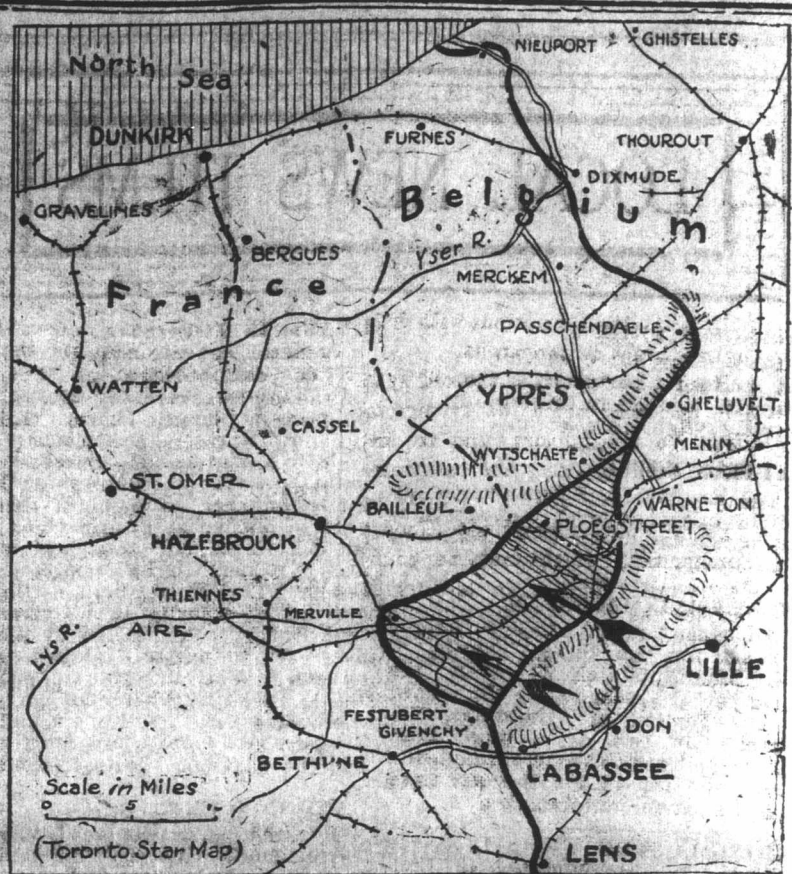 North Sea
NIEUPORT
GHISTELLES
DUNKIRK
FURNES
THOUROUT
DIXMUDE
Belgium
GRAVELINES
BERGUES
Yser R.
MERCKEM
France
PASSCHENDAELE
WATTEN
YPRES
GHELUVELT
CASSEL
MENIN
WYTSCHAETE
ST. OMER
BAILLEUL
WARNETON
PLOEGSTREET
HAZEBROUCK
THIENNES
MERVILLE
AIRE
Lys R.
LILLE
FESTUBERT
GIVENCHY
DON
BETHUNE
LABASSEE
Scale in Miles
0 5
(Toronto Star Map)
LENS